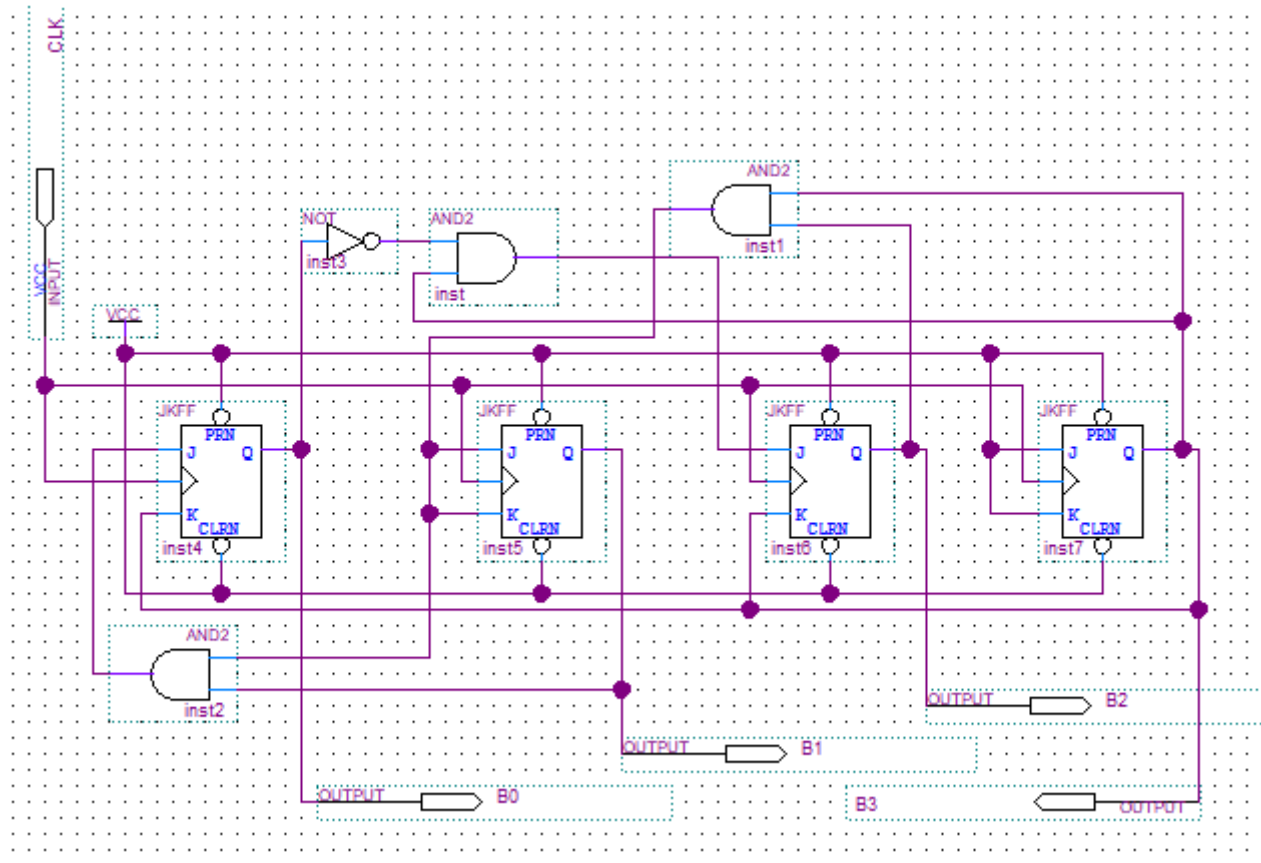 CLK
VCC
INPUT
AND2
inst1
NOT
inst3
AND2
inst
VCC
JKFF
PRN
J
Q
K
CLRN
inst4
JKFF
PRN
J
Q
K
CLRN
inst5
JKFF
PRN
J
Q
K
CLRN
inst6
JKFF
PRN
J
Q
K
CLRN
inst7
AND2
inst2
OUTPUT
B2
OUTPUT
B1
OUTPUT
B0
B3
OUTPUT